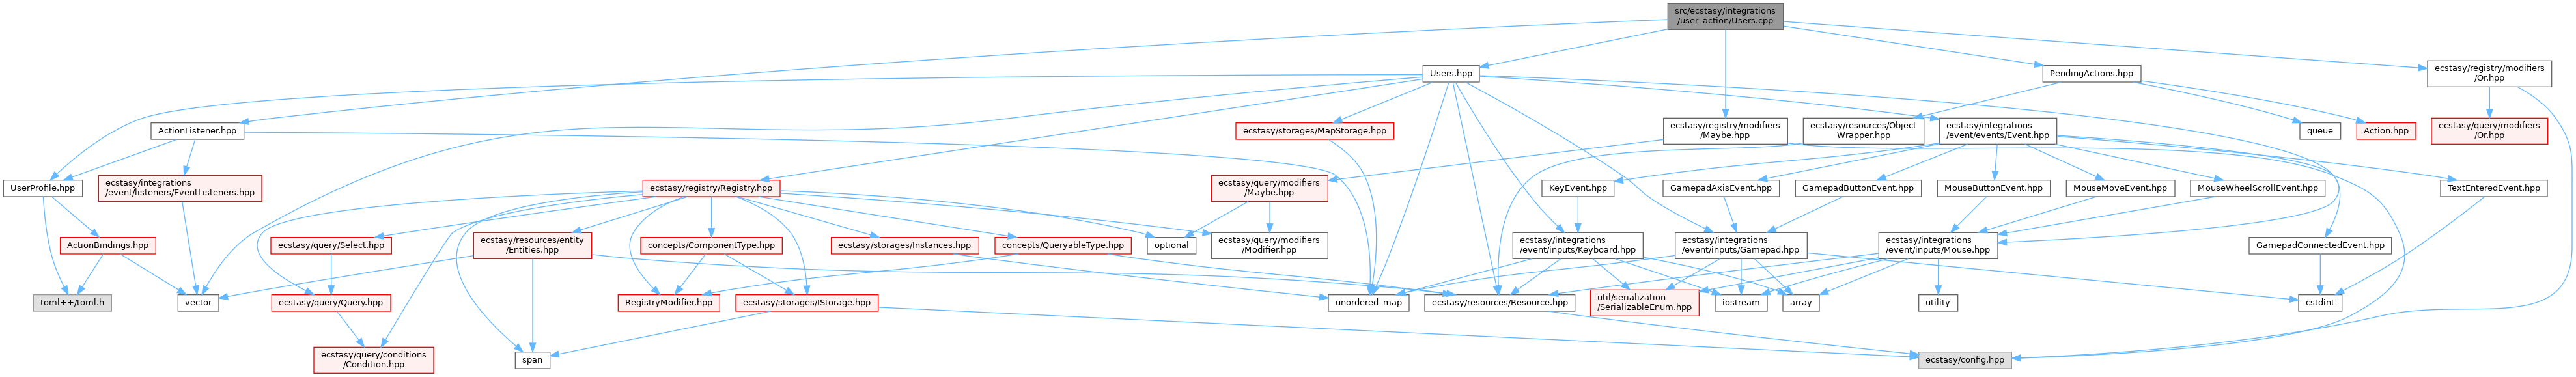 src/ecstasy/integrations
/user_action/Users.cpp
Users.hpp
PendingActions.hpp
ecstasy/registry/modifiers
/Or.hpp
ActionListener.hpp
ecstasy/storages/MapStorage.hpp
ecstasy/registry/modifiers
/Maybe.hpp
ecstasy/resources/Object
Wrapper.hpp
ecstasy/integrations
/event/events/Event.hpp
queue
Action.hpp
ecstasy/query/modifiers
/Or.hpp
UserProfile.hpp
ecstasy/integrations
/event/listeners/EventListeners.hpp
ecstasy/registry/Registry.hpp
ecstasy/query/modifiers
/Maybe.hpp
KeyEvent.hpp
GamepadAxisEvent.hpp
GamepadButtonEvent.hpp
MouseButtonEvent.hpp
MouseMoveEvent.hpp
MouseWheelScrollEvent.hpp
TextEnteredEvent.hpp
ActionBindings.hpp
ecstasy/query/Select.hpp
ecstasy/resources/entity
/Entities.hpp
concepts/ComponentType.hpp
ecstasy/storages/Instances.hpp
concepts/QueryableType.hpp
optional
ecstasy/query/modifiers
/Modifier.hpp
ecstasy/integrations
/event/inputs/Keyboard.hpp
ecstasy/integrations
/event/inputs/Gamepad.hpp
ecstasy/integrations
/event/inputs/Mouse.hpp
GamepadConnectedEvent.hpp
toml++/toml.h
vector
ecstasy/query/Query.hpp
RegistryModifier.hpp
ecstasy/storages/IStorage.hpp
unordered_map
ecstasy/resources/Resource.hpp
util/serialization
/SerializableEnum.hpp
iostream
array
utility
cstdint
ecstasy/query/conditions
/Condition.hpp
span
ecstasy/config.hpp